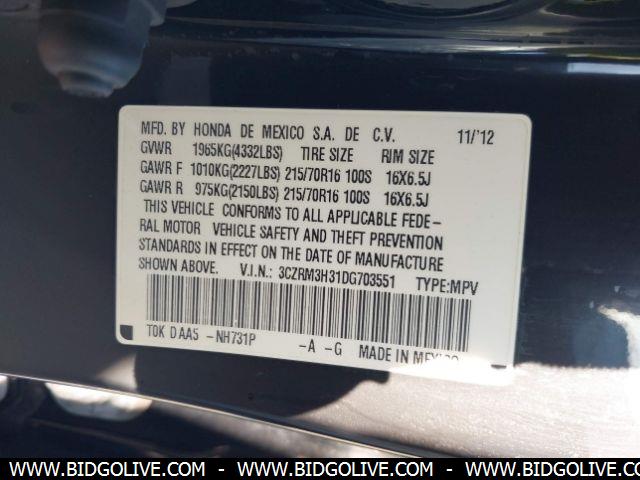 MFD. BY HONDA DE MEXICO S.A. DE C.V. 11/'12
GVWR 1965KG(4332LBS) TIRE SIZE RIM SIZE
GAWR F 1010KG(2227LBS) 215/70R16 100S 16X6.5J
GAWR R 975KG(2150LBS) 215/70R16 100S 16X6.5J
THIS VEHICLE CONFORMS TO ALL APPLICABLE FEDE-
RAL MOTOR VEHICLE SAFETY AND THEFT PREVENTION
STANDARDS IN EFFECT ON THE DATE OF MANUFACTURE
SHOWN ABOVE. V.I.N.: 3CZRM3H31DG703551 TYPE:MPV
TOK DAA5 -NH731P -A -G MADE IN MEXICO
WWW.BIDGOLIVE.COM - WWW.BIDGOLIVE.COM - WWW.BIDGOLIVE.COM